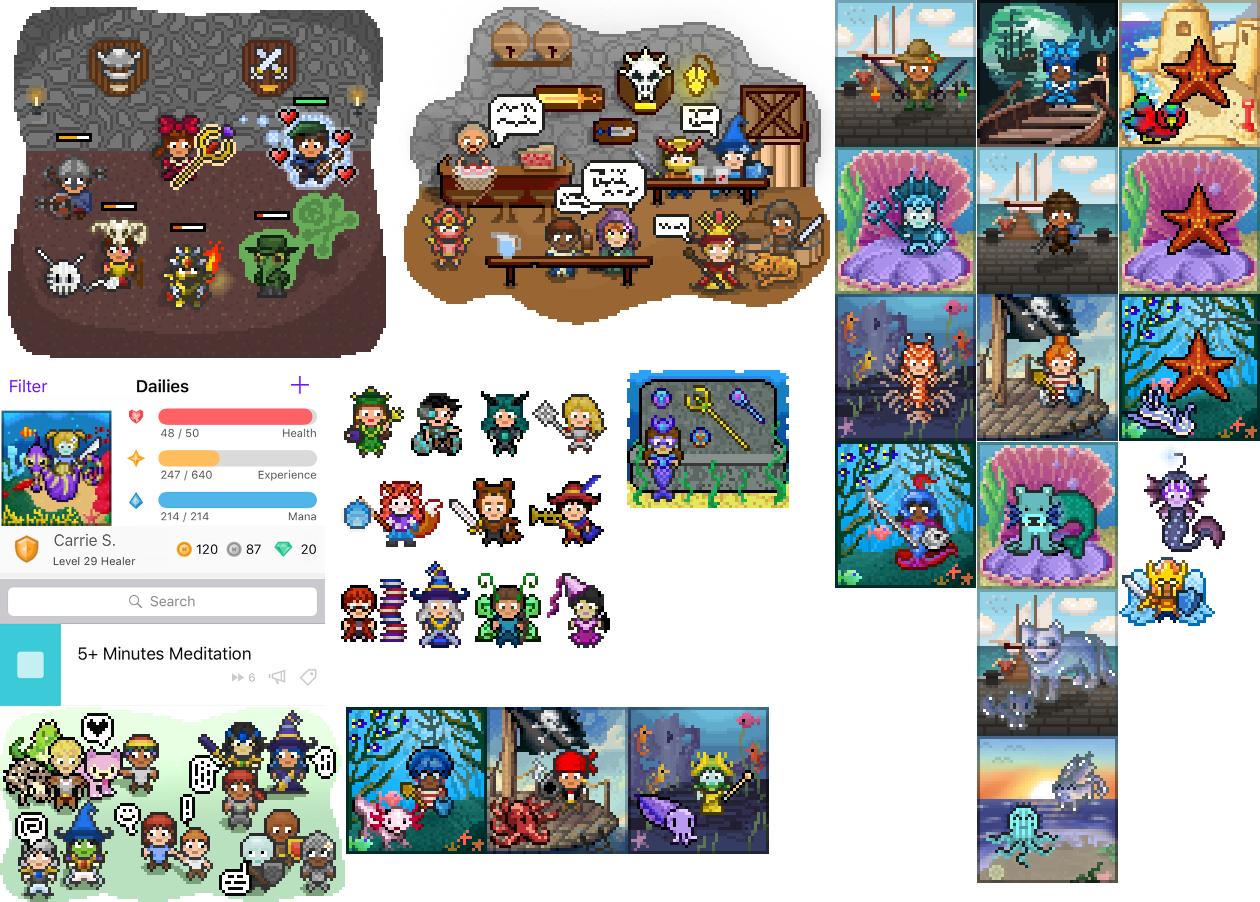 Filter
Dailies
48 / 50
Health
247 / 640
Experience
214 / 214
Mana
Carrie S.
Level 29 Healer
120
87
20
Search
5+ Minutes Meditation
6